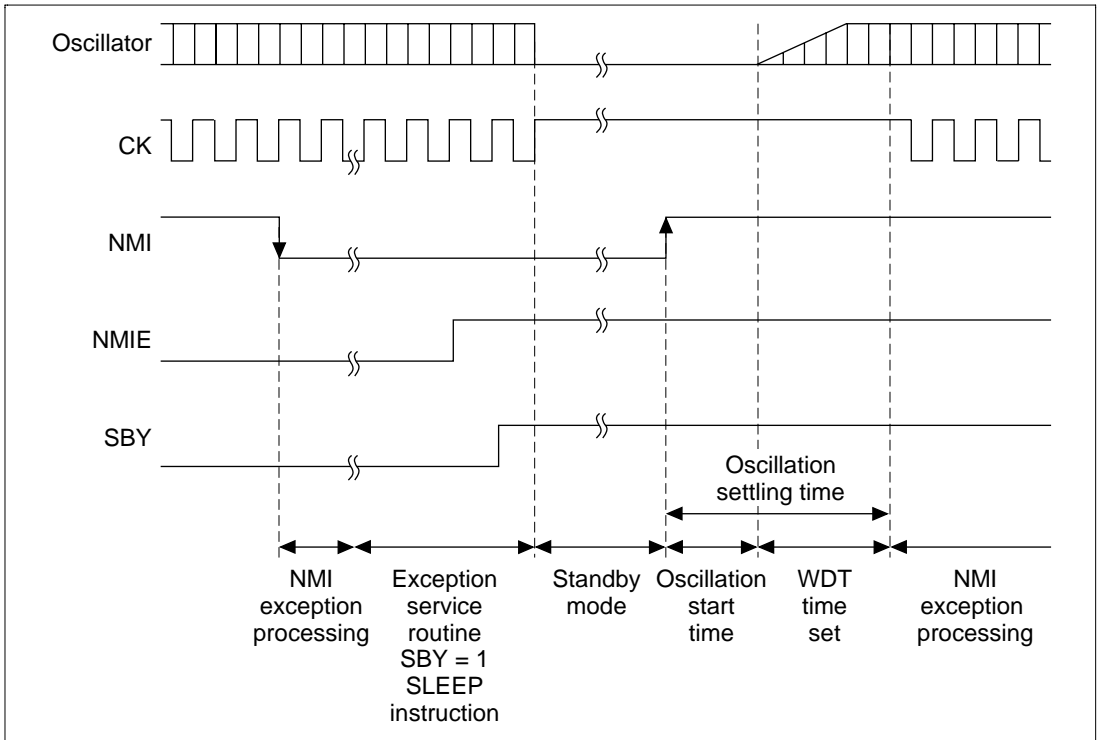 Oscillator
CK
NMI
NMIE
SBY
Oscillation
settling time
NMI
exception
processing
Exception
service
routine
SBY = 1
SLEEP
instruction
Standby
mode
Oscillation
start
time
WDT
time
set
NMI
exception
processing